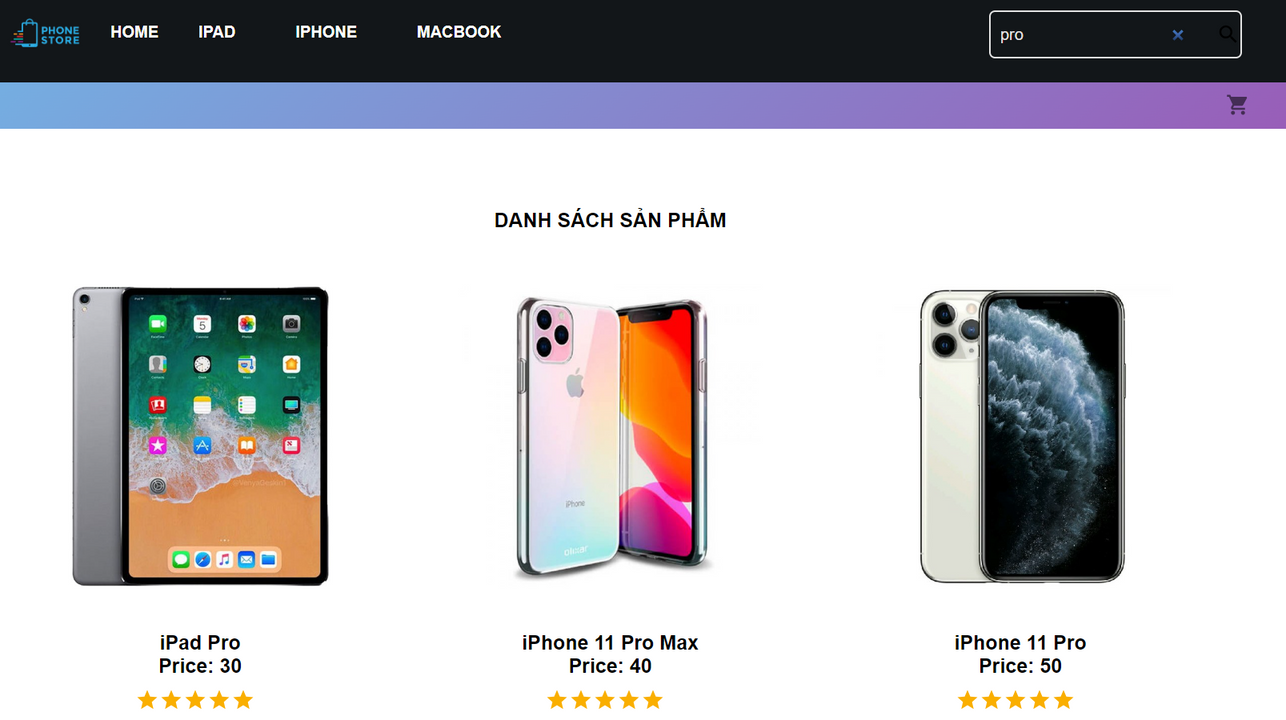 PHONE
STORE
HOME IPAD IPHONE MACBOOK
pro
DANH SÁCH SẢN PHẨM
iPhone
iPad Pro
Price: 30
iPhone 11 Pro Max
Price: 40
iPhone 11 Pro
Price: 50